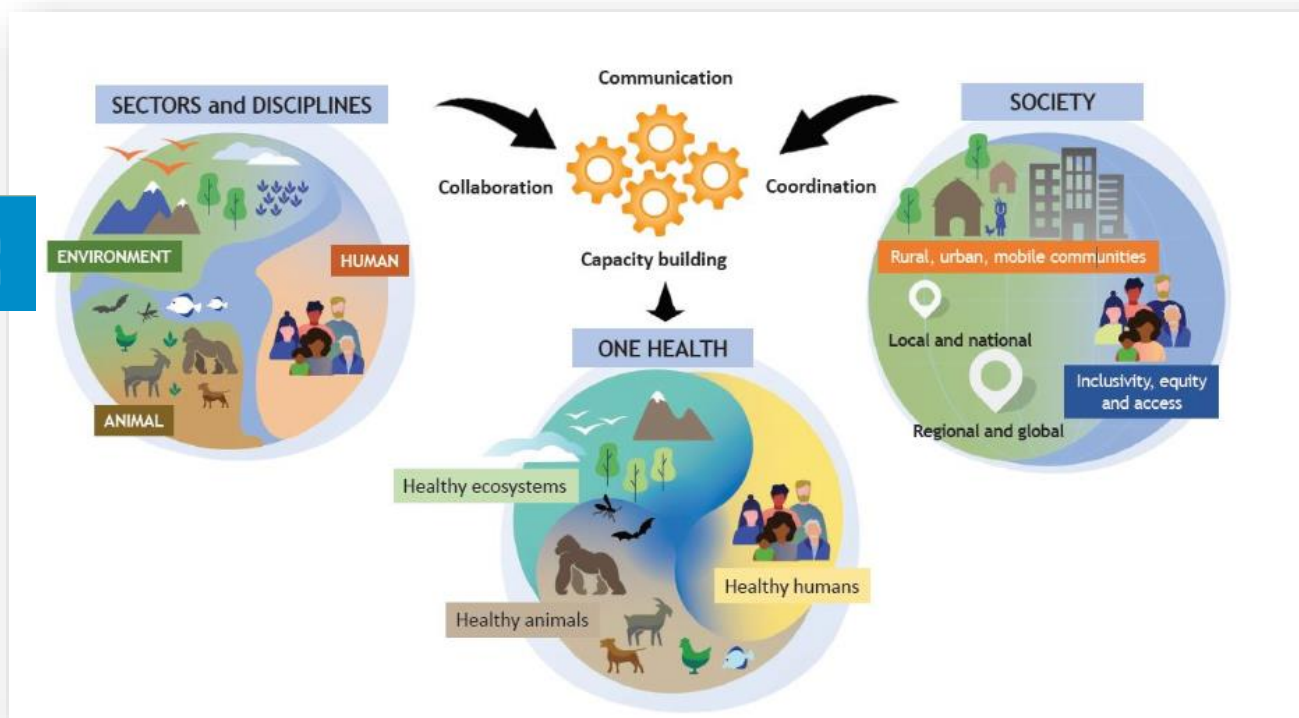 Communication
SECTORS and DISCIPLINES
SOCIETY
Collaboration
Coordination
ENVIRONMENT
HUMAN
Capacity building
Rural, urban, mobile communities
Local and national
ONE HEALTH
Inclusivity, equity
and access
ANIMAL
Regional and global
Healthy ecosystems
Healthy humans
Healthy animals